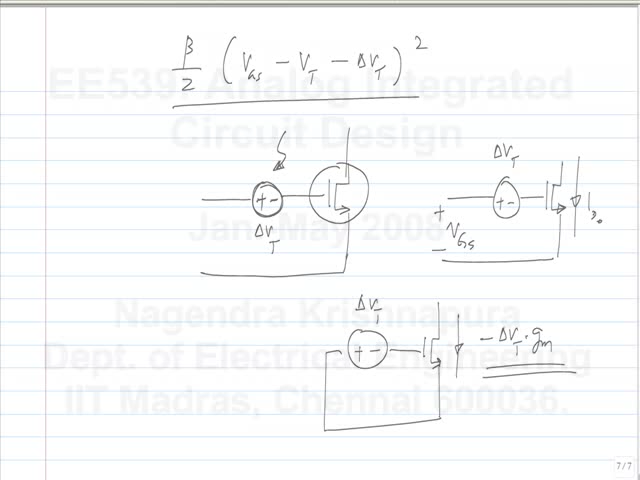 β/2 (V_GS - V_T - ΔV_T)²
EE539: Analog Integrated
Circuit Design
ΔV_T
+ -
+ -
ΔV_T
+
V_GS
-
I_D0
Jan-May 2008
Nagendra Krishnapura
ΔV_T
+ -
-ΔV_T · g_m
Dept. of Electrical Engineering
IIT Madras, Chennai 600036.
7/7